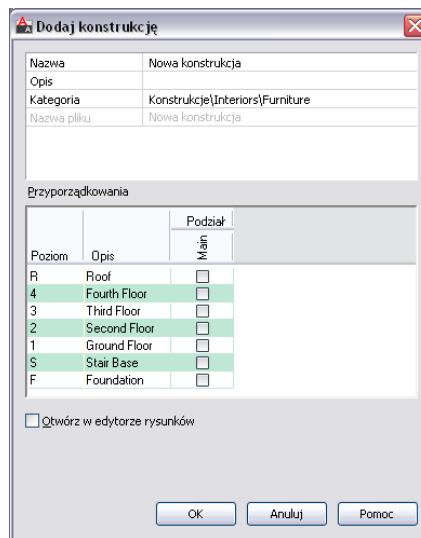 Dodaj konstrukcję
Nazwa Nowa konstrukcja
Opis
Kategoria Konstrukcje\Interiors\Furniture
Nazwa pliku Nowa konstrukcja
Przyporządkowania
Podział
Poziom Opis Main
R Roof
4 Fourth Floor
3 Third Floor
2 Second Floor
1 Ground Floor
S Stair Base
F Foundation
Otwórz w edytorze rysunków
OK Anuluj Pomoc